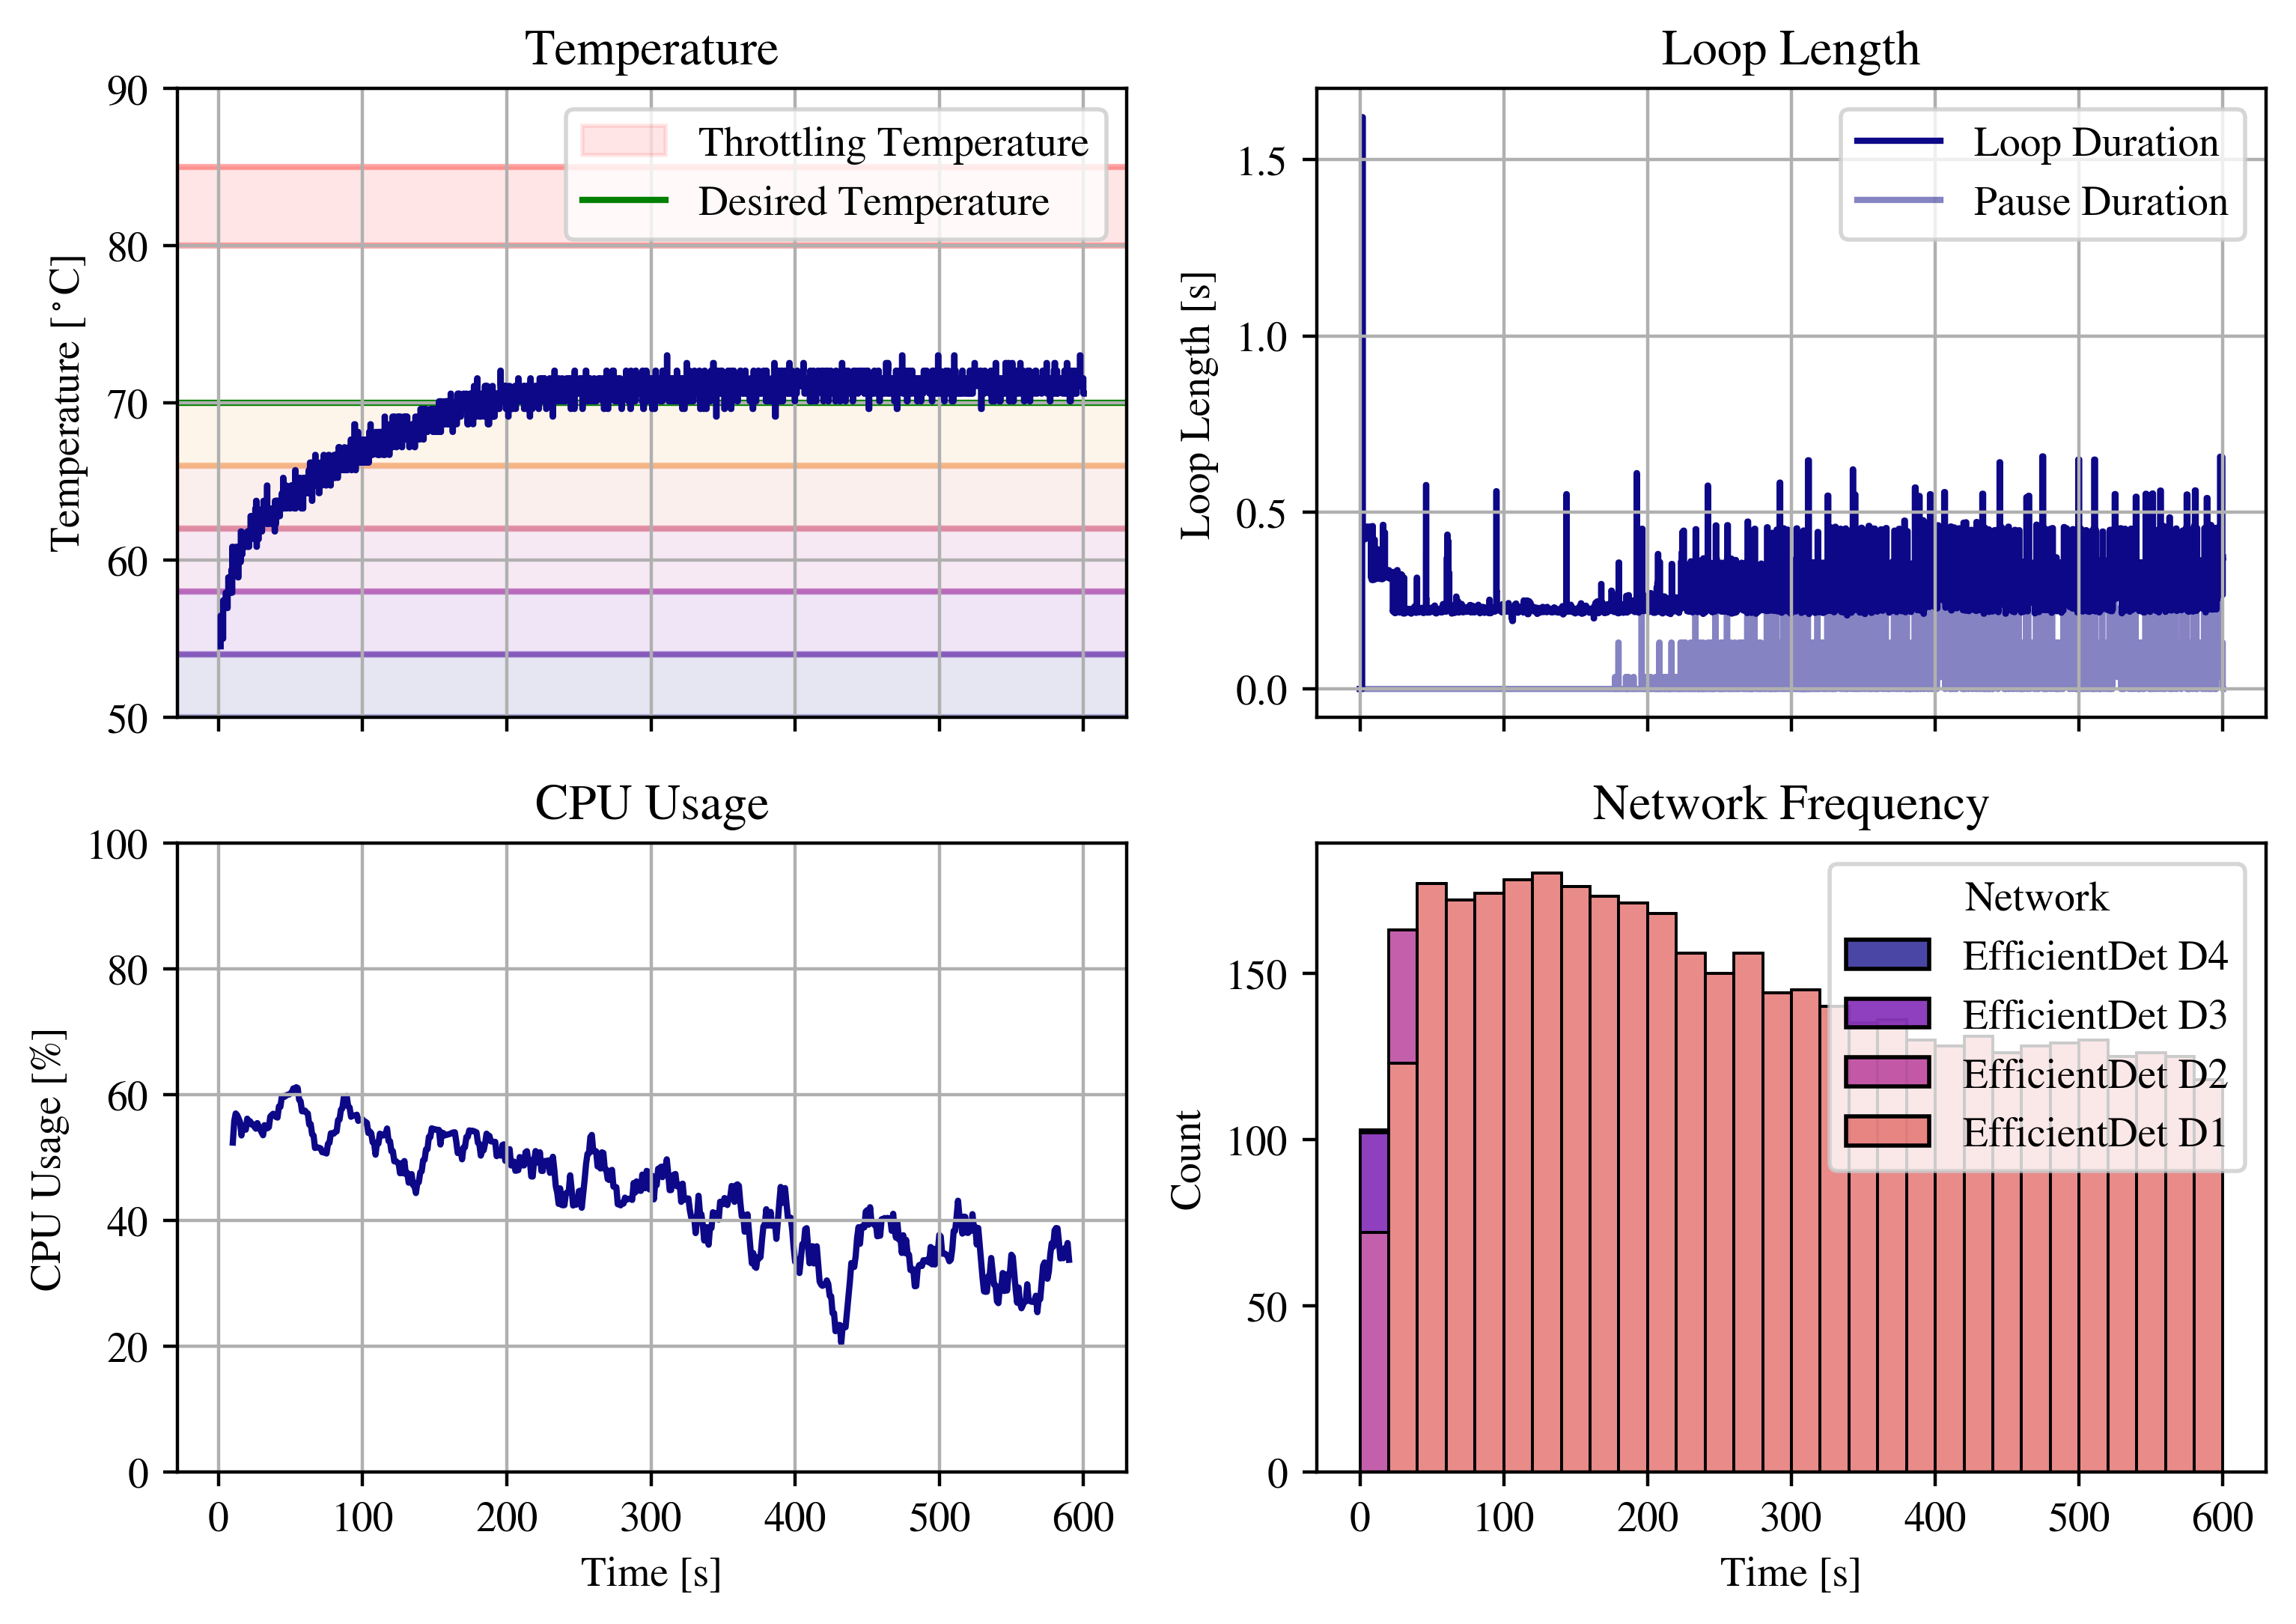 Temperature
90
80
70
60
50
Temperature [°C]
Throttling Temperature
Desired Temperature
Loop Length
1.5
1.0
0.5
0.0
Loop Length [s]
Loop Duration
Pause Duration
CPU Usage
100
80
60
40
20
0
CPU Usage [%]
0 100 200 300 400 500 600
Time [s]
Network Frequency
150
100
50
0
Count
Network
EfficientDet D4
EfficientDet D3
EfficientDet D2
EfficientDet D1
0 100 200 300 400 500 600
Time [s]